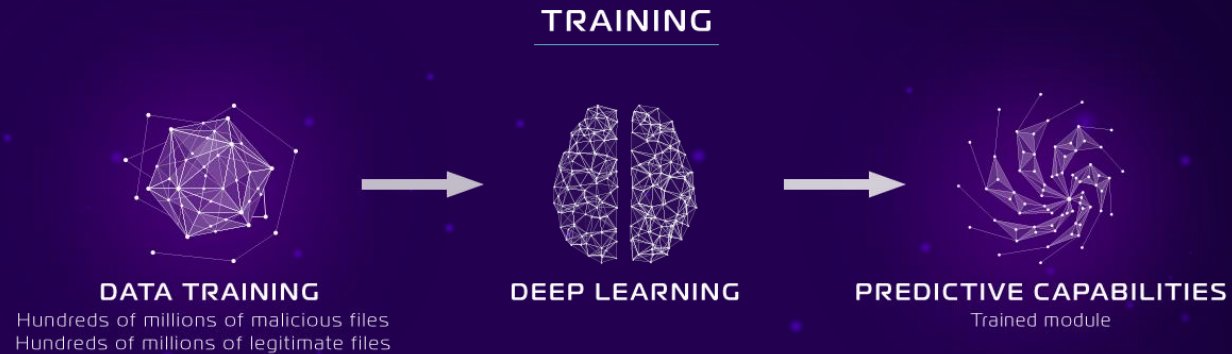 TRAINING
DATA TRAINING
Hundreds of millions of malicious files
Hundreds of millions of legitimate files
DEEP LEARNING
PREDICTIVE CAPABILITIES
Trained module